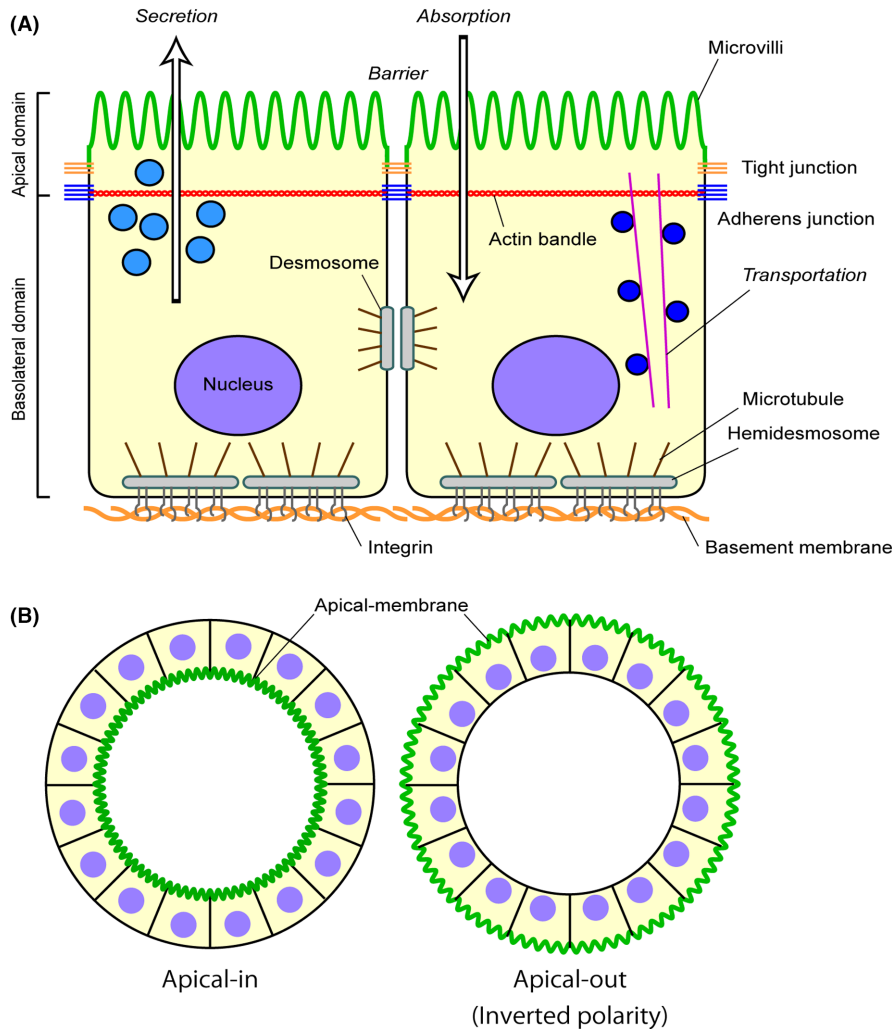 (A)
Secretion
Absorption
Barrier
Microvilli
Apical domain
Tight junction
Adherens junction
Actin bandle
Desmosome
Transportation
Basolateral domain
Nucleus
Microtubule
Hemidesmosome
Integrin
Basement membrane
(B)
Apical-membrane
Apical-in
Apical-out
(Inverted polarity)